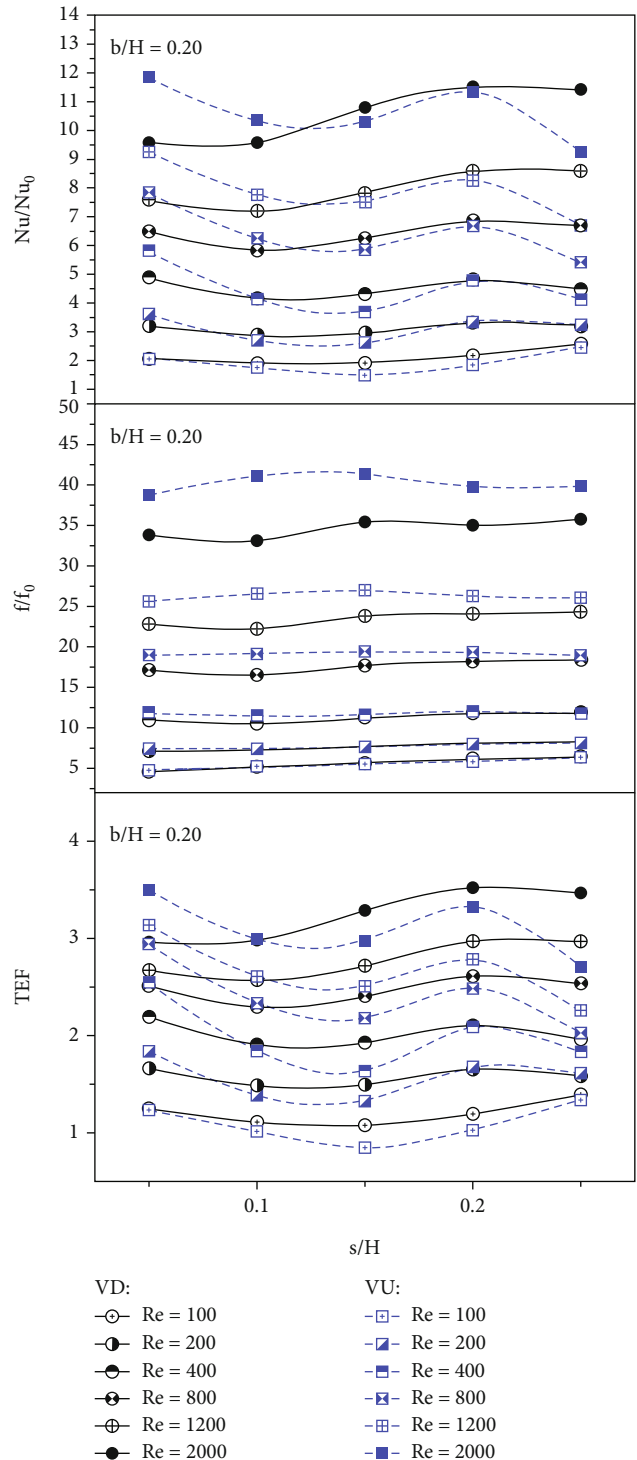 14
13
b/H = 0.20
12
11
10
9
Nu/Nu₀
8
7
6
5
4
3
2
1
50
b/H = 0.20
45
40
35
30
f/f₀
25
20
15
10
5
b/H = 0.20
4
3
TEF
2
1
0.1 0.2
s/H
VD: VU:
Re = 100 Re = 100
Re = 200 Re = 200
Re = 400 Re = 400
Re = 800 Re = 800
Re = 1200 Re = 1200
Re = 2000 Re = 2000